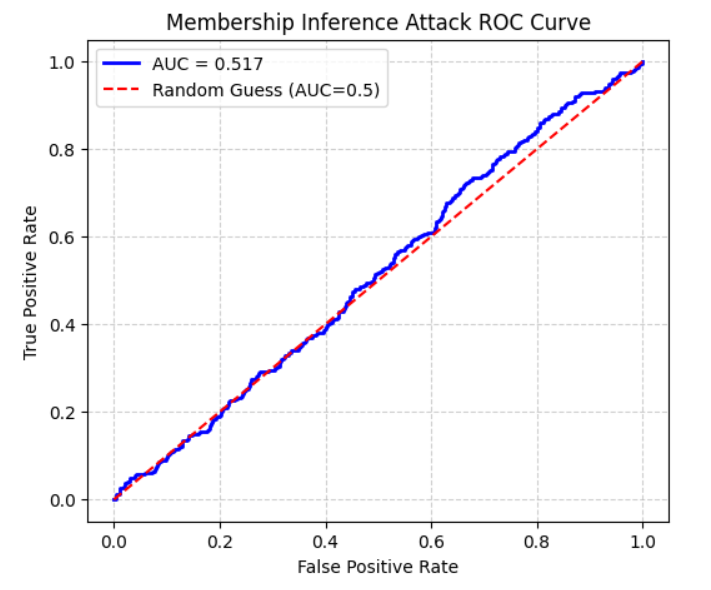 Membership Inference Attack ROC Curve
AUC = 0.517
Random Guess (AUC=0.5)
True Positive Rate
1.0
0.8
0.6
0.4
0.2
0.0
0.0 0.2 0.4 0.6 0.8 1.0
False Positive Rate